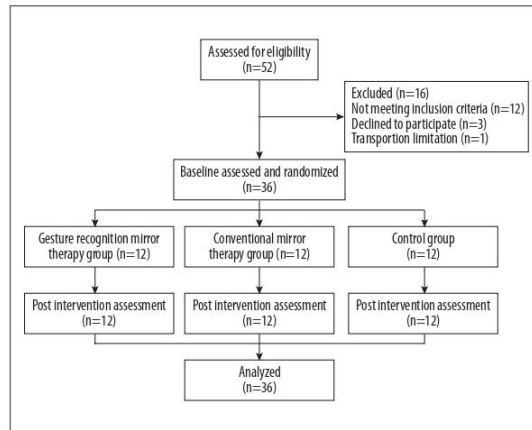 Assessed for eligibility
(n=52)
Excluded (n=16)
Not meeting inclusion criteria (n=12)
Declined to participate (n=3)
Transportion limitation (n=1)
Baseline assessed and randomized
(n=36)
Gesture recognition mirror
therapy group (n=12)
Conventional mirror
therapy group (n=12)
Control group
(n=12)
Post intervention assessment
(n=12)
Post intervention assessment
(n=12)
Post intervention assessment
(n=12)
Analyzed
(n=36)